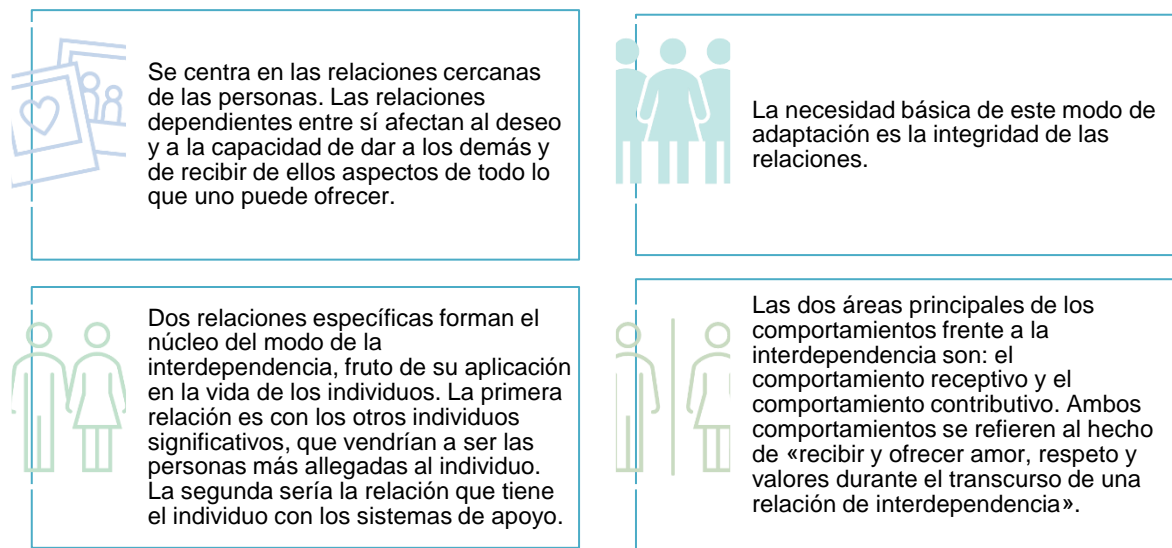 Se centra en las relaciones cercanas
de las personas. Las relaciones
dependientes entre sí afectan al deseo
y a la capacidad de dar a los demás y
de recibir de ellos aspectos de todo lo
que uno puede ofrecer.
La necesidad básica de este modo de
adaptación es la integridad de las
relaciones.
Dos relaciones específicas forman el
núcleo del modo de la
interdependencia, fruto de su aplicación
en la vida de los individuos. La primera
relación es con los otros individuos
significativos, que vendrían a ser las
personas más allegadas al individuo.
La segunda sería la relación que tiene
el individuo con los sistemas de apoyo.
Las dos áreas principales de los
comportamientos frente a la
interdependencia son: el
comportamiento receptivo y el
comportamiento contributivo. Ambos
comportamientos se refieren al hecho
de «recibir y ofrecer amor, respeto y
valores durante el transcurso de una
relación de interdependencia».